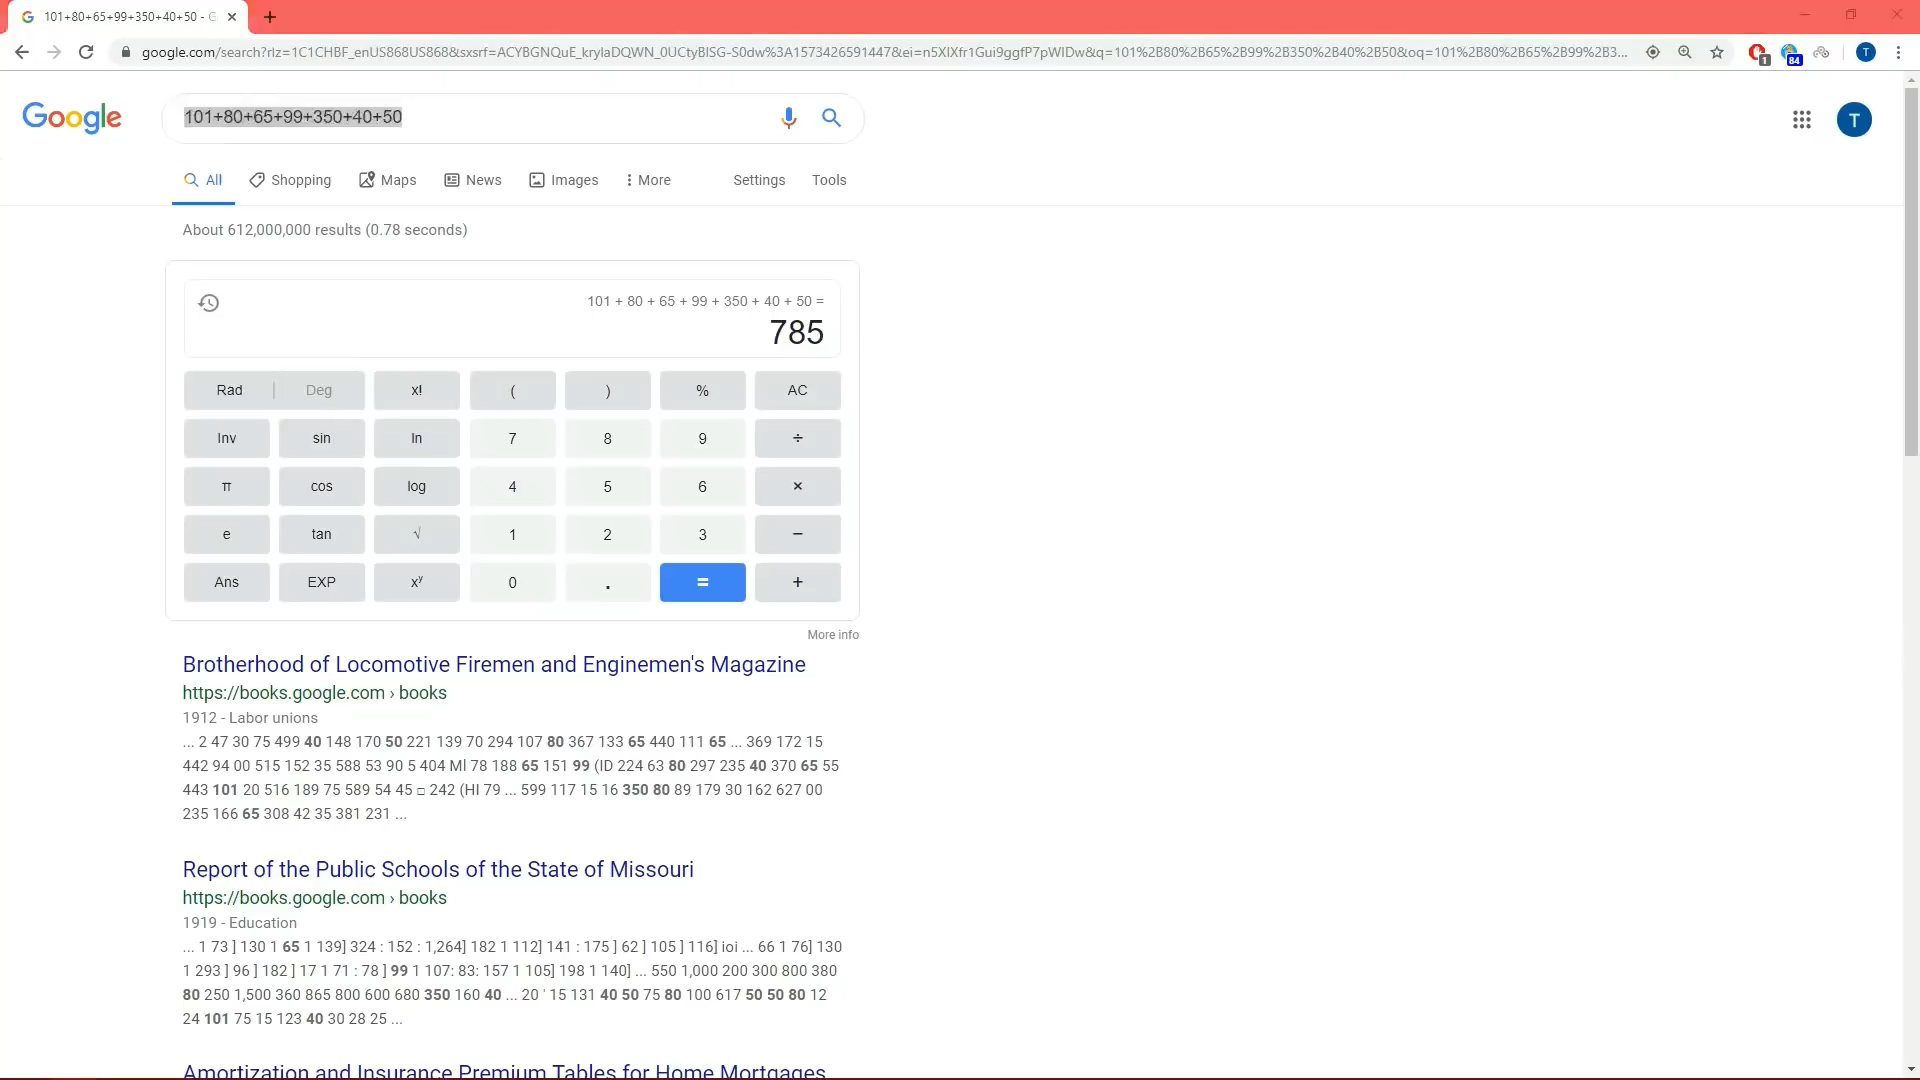 101+80+65+99+350+40+50 - G
google.com/search?rlz=1C1CHBF_enUS868US868&sxsrf=ACYBGNQuE_krylaDQWN_0UCtyBlSG-S0dw%3A1573426591447&ei=n5XIXfr1Gui9ggfP7pWIDw&q=101%2B80%2B65%2B99%2B350%2B40%2B50&oq=101%2B80%2B65%2B99%2B3...
1
84
T
Google
101+80+65+99+350+40+50
T
All Shopping Maps News Images More Settings Tools
About 612,000,000 results (0.78 seconds)
101 + 80 + 65 + 99 + 350 + 40 + 50 =
785
Rad | Deg x! ( ) % AC
Inv sin ln 7 8 9 ÷
π cos log 4 5 6 ×
e tan √ 1 2 3 −
Ans EXP xʸ 0 . = +
More info
Brotherhood of Locomotive Firemen and Enginemen's Magazine
https://books.google.com › books
1912 - Labor unions
... 2 47 30 75 499 40 148 170 50 221 139 70 294 107 80 367 133 65 440 111 65 ... 369 172 15
442 94 00 515 152 35 588 53 90 5 404 Ml 78 188 65 151 99 (ID 224 63 80 297 235 40 370 65 55
443 101 20 516 189 75 589 54 45 □ 242 (HI 79 ... 599 117 15 16 350 80 89 179 30 162 627 00
235 166 65 308 42 35 381 231 ...
Report of the Public Schools of the State of Missouri
https://books.google.com › books
1919 - Education
... 1 73 ] 130 1 65 1 139] 324 : 152 : 1,264] 182 1 112] 141 : 175 ] 62 ] 105 ] 116] ioi ... 66 1 76] 130
1 293 ] 96 ] 182 ] 17 1 71 : 78 ] 99 1 107: 83: 157 1 105] 198 1 140] ... 550 1,000 200 300 800 380
80 250 1,500 360 865 800 600 680 350 160 40 ... 20 ' 15 131 40 50 75 80 100 617 50 50 80 12
24 101 75 15 123 40 30 28 25 ...
Amortization and Insurance Premium Tables for Home Mortgages